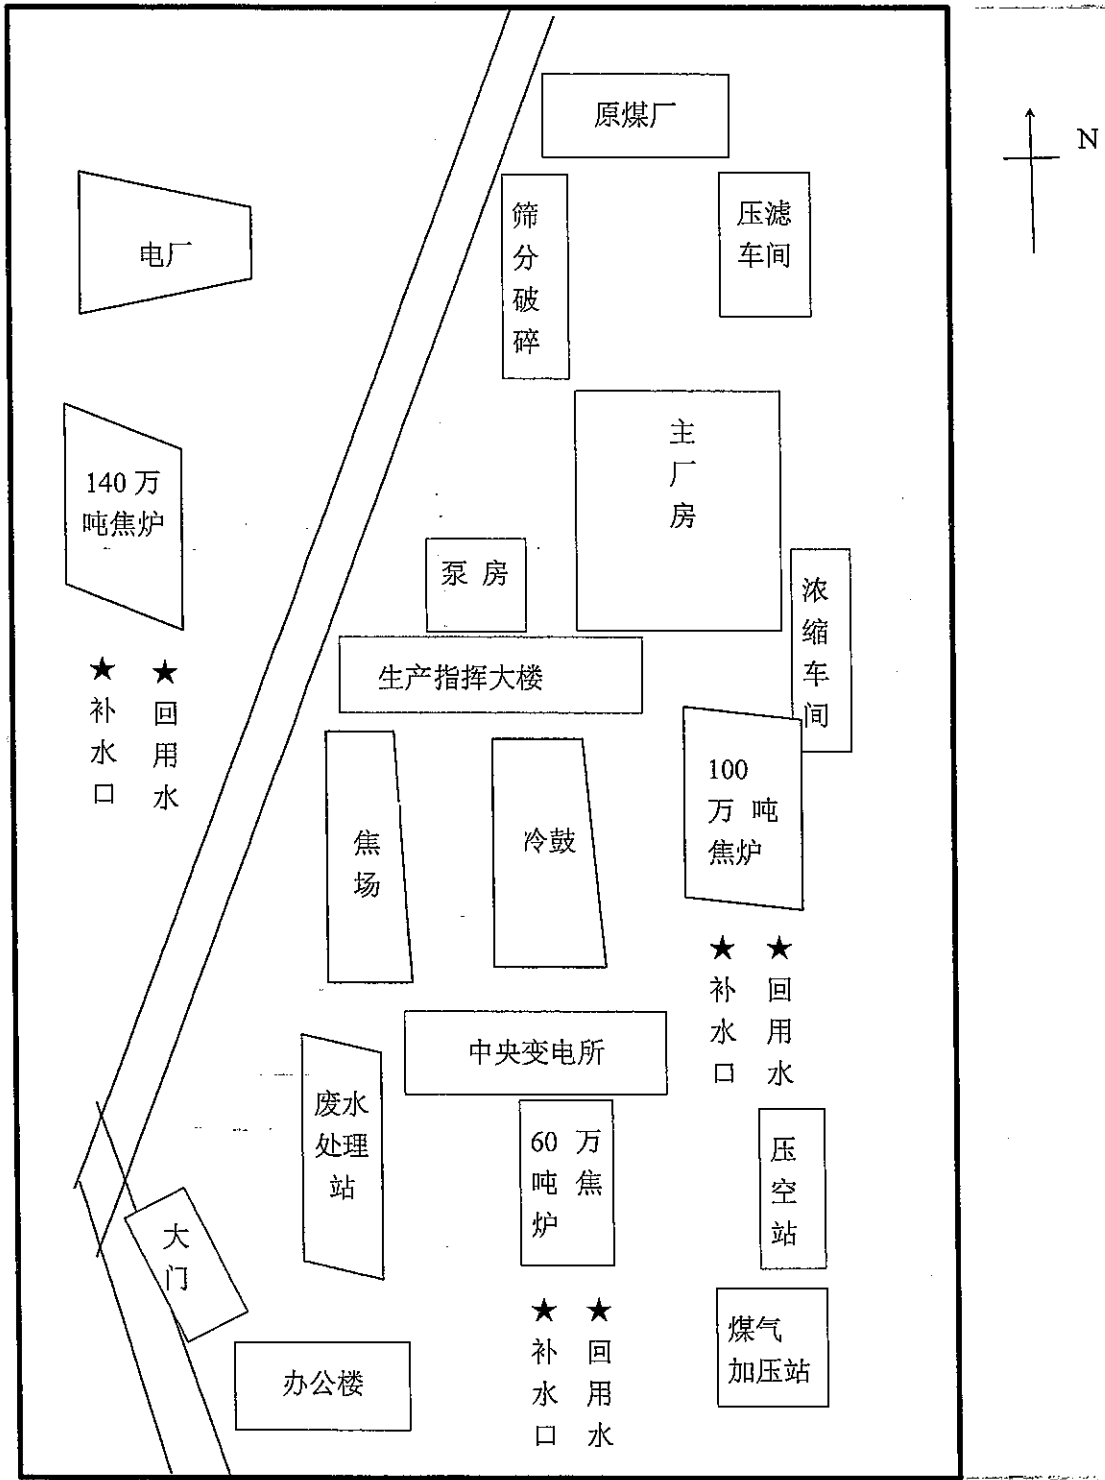 原煤厂
N
筛
分
破
碎
压滤
车间
电厂
主
厂
房
140 万
吨焦炉
泵 房
浓
缩
车
间
生产指挥大楼
★ ★
补
水
口
回
用
水
100
万 吨
焦炉
焦
场
冷鼓
★ ★
补
水
口
回
用
水
中央变电所
废水
处理
站
60 万
吨 焦
炉
压
空
站
大
门
★ ★
补
水
口
回
用
水
煤气
加压站
办公楼